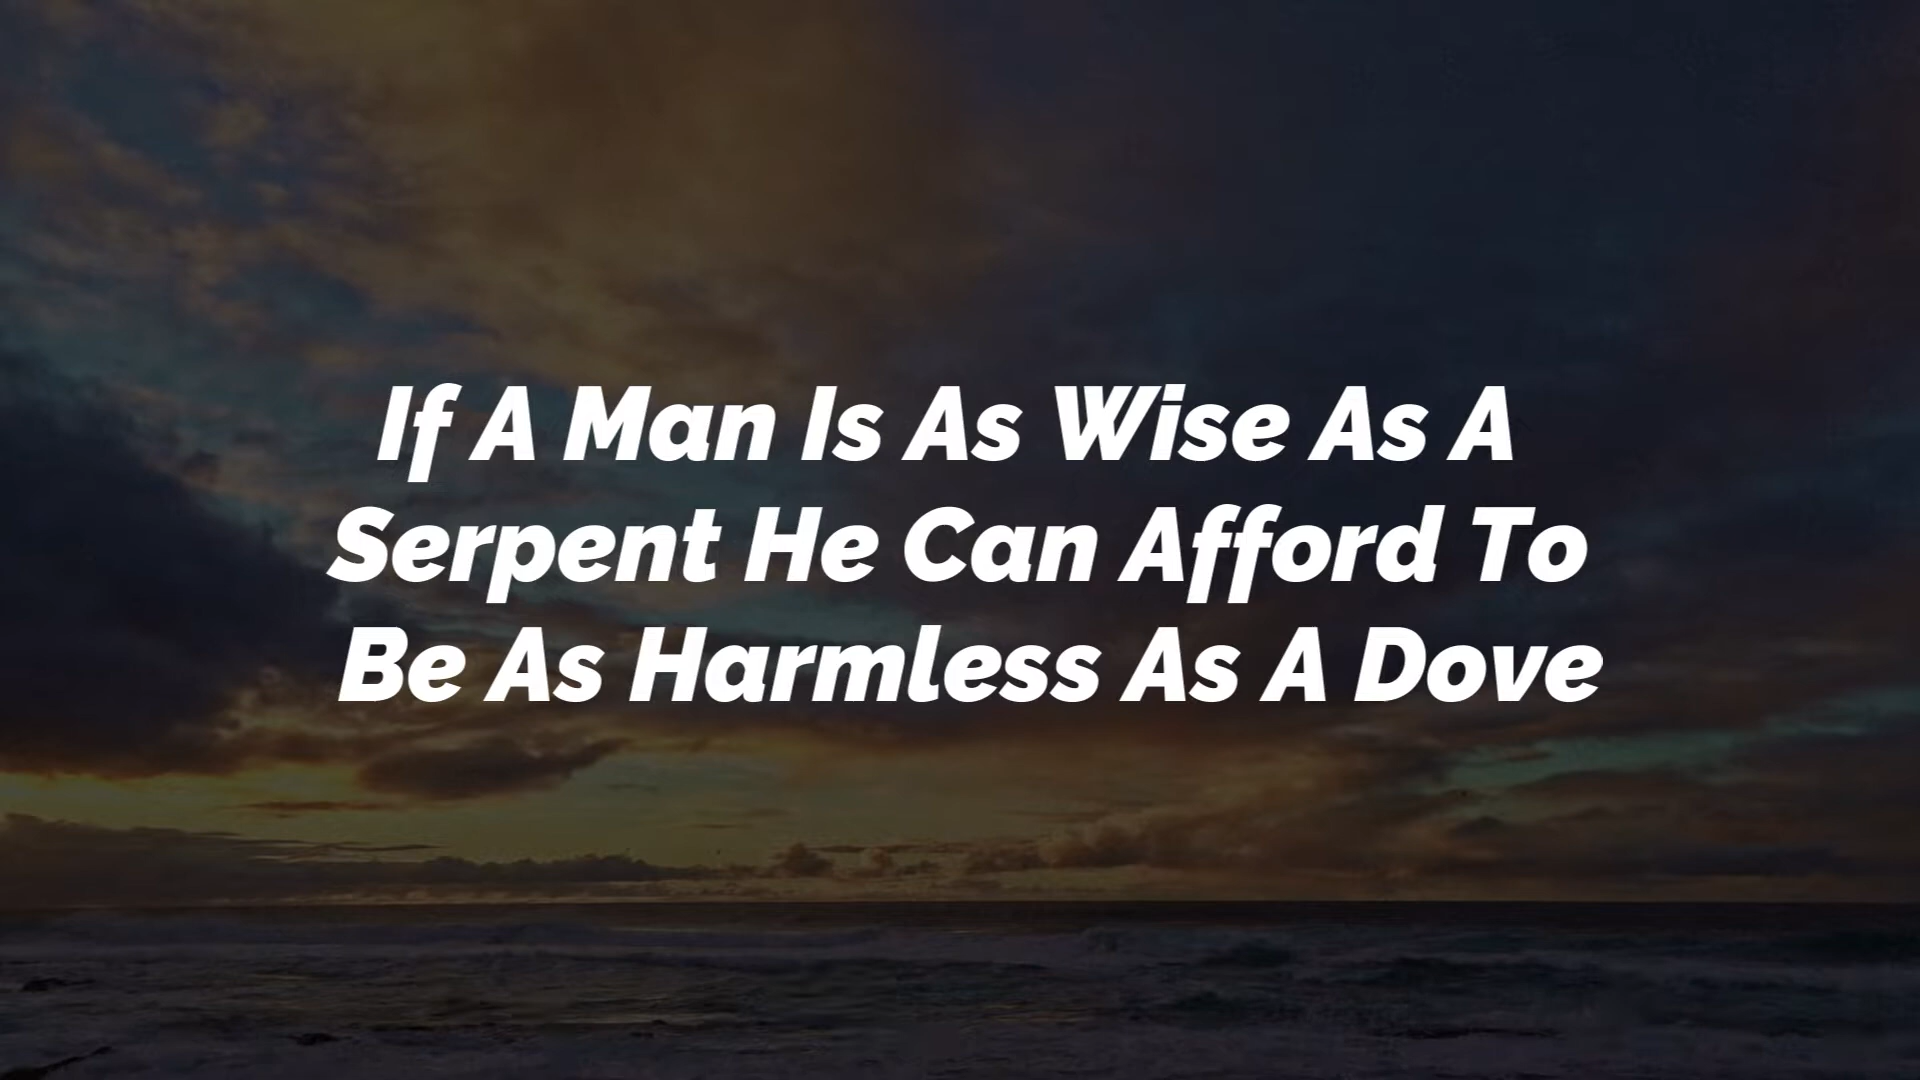 If A Man Is As Wise As A
Serpent He Can Afford To
Be As Harmless As A Dove